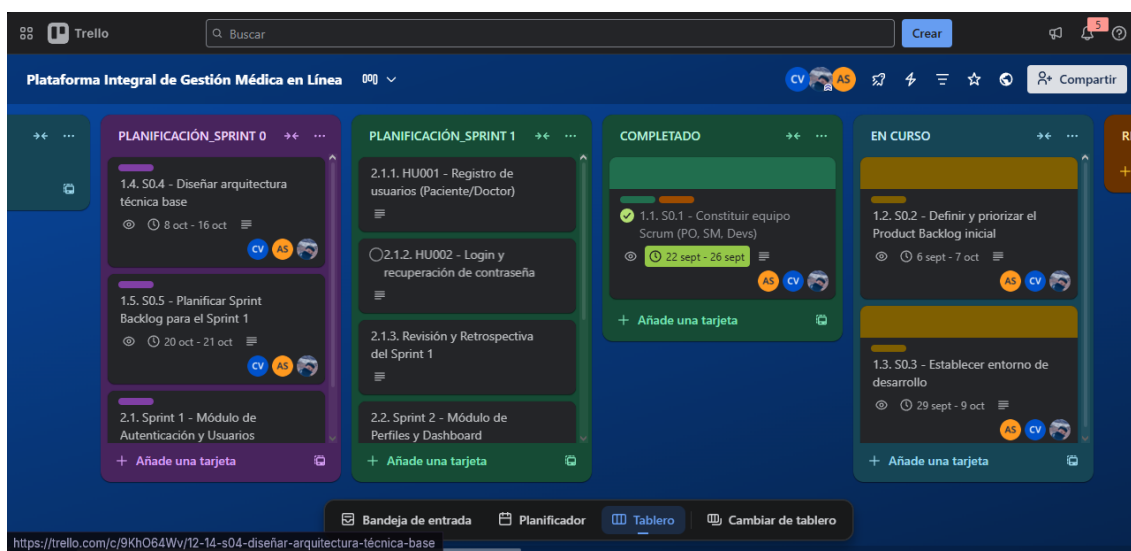 Trello
Buscar
Crear
5
Plataforma Integral de Gestión Médica en Línea
CV
AS
Compartir
PLANIFICACIÓN_SPRINT 0
1.4. S0.4 - Diseñar arquitectura
técnica base
8 oct - 16 oct
CV AS
1.5. S0.5 - Planificar Sprint
Backlog para el Sprint 1
20 oct - 21 oct
CV AS
2.1. Sprint 1 - Módulo de
Autenticación y Usuarios
+ Añade una tarjeta
PLANIFICACIÓN_SPRINT 1
2.1.1. HU001 - Registro de
usuarios (Paciente/Doctor)
2.1.2. HU002 - Login y
recuperación de contraseña
2.1.3. Revisión y Retrospectiva
del Sprint 1
2.2. Sprint 2 - Módulo de
Perfiles y Dashboard
+ Añade una tarjeta
COMPLETADO
1.1. S0.1 - Constituir equipo
Scrum (PO, SM, Devs)
22 sept - 26 sept
AS CV
+ Añade una tarjeta
EN CURSO
1.2. S0.2 - Definir y priorizar el
Product Backlog inicial
6 sept - 7 oct
AS CV
1.3. S0.3 - Establecer entorno de
desarrollo
29 sept - 9 oct
AS CV
+ Añade una tarjeta
Bandeja de entrada
Planificador
Tablero
Cambiar de tablero
https://trello.com/c/9KhO64Wv/12-14-s04-diseñar-arquitectura-técnica-base